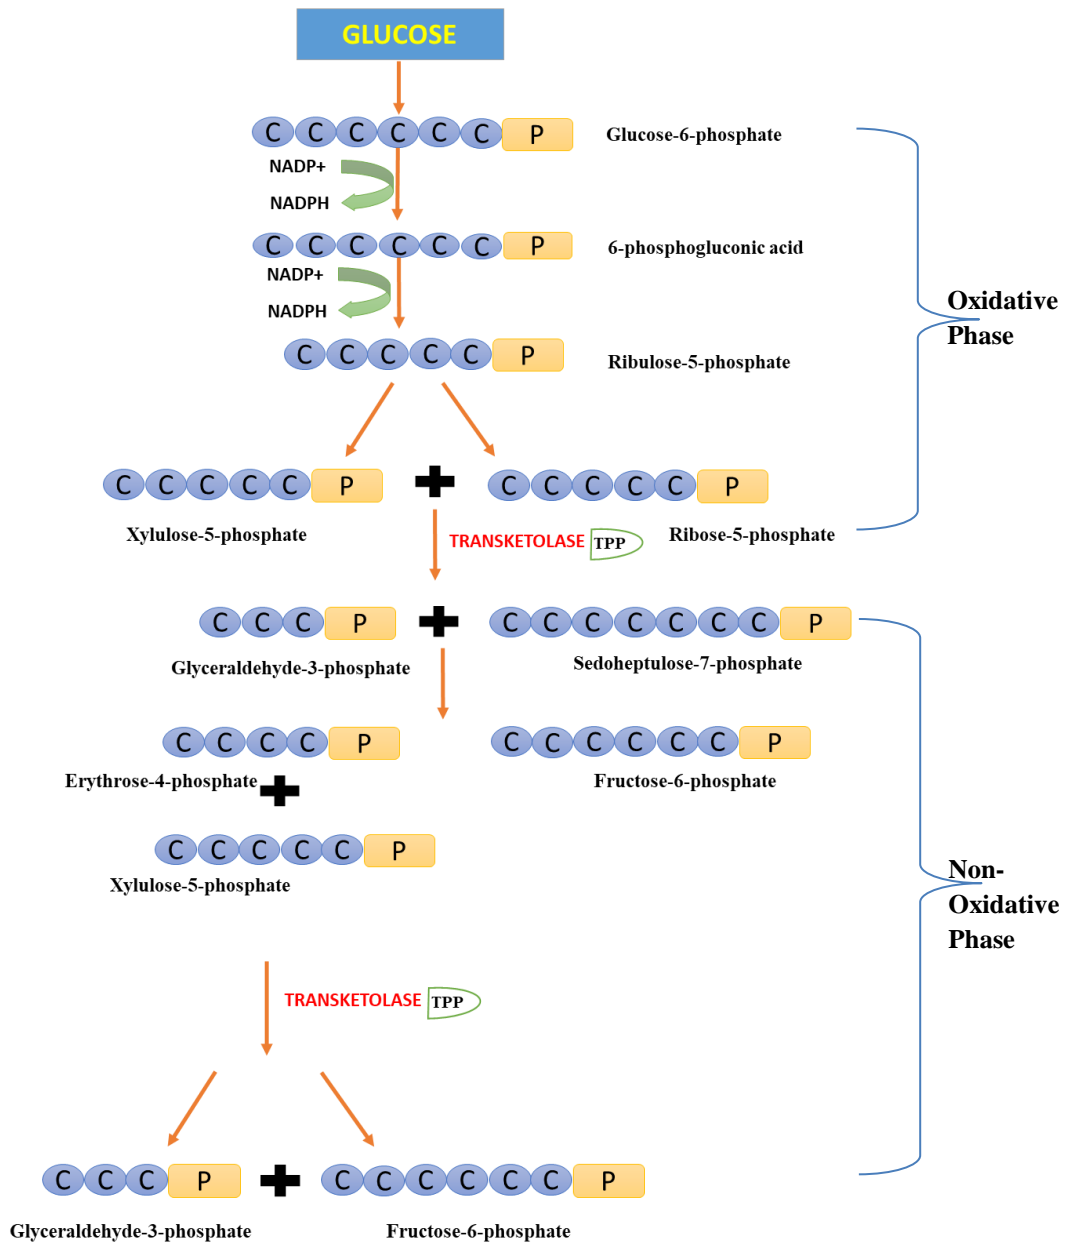 GLUCOSE
C C C C C C P Glucose-6-phosphate
NADP+
NADPH
C C C C C C P 6-phosphogluconic acid
NADP+
NADPH
Oxidative
Phase
C C C C C P Ribulose-5-phosphate
C C C C C P C C C C C P
Xylulose-5-phosphate Ribose-5-phosphate
TRANSKETOLASE TPP
C C C P C C C C C C C P
Glyceraldehyde-3-phosphate Sedoheptulose-7-phosphate
C C C C P C C C C C C P
Erythrose-4-phosphate Fructose-6-phosphate
C C C C C P
Xylulose-5-phosphate
Non-
Oxidative
Phase
TRANSKETOLASE TPP
C C C P C C C C C C P
Glyceraldehyde-3-phosphate Fructose-6-phosphate